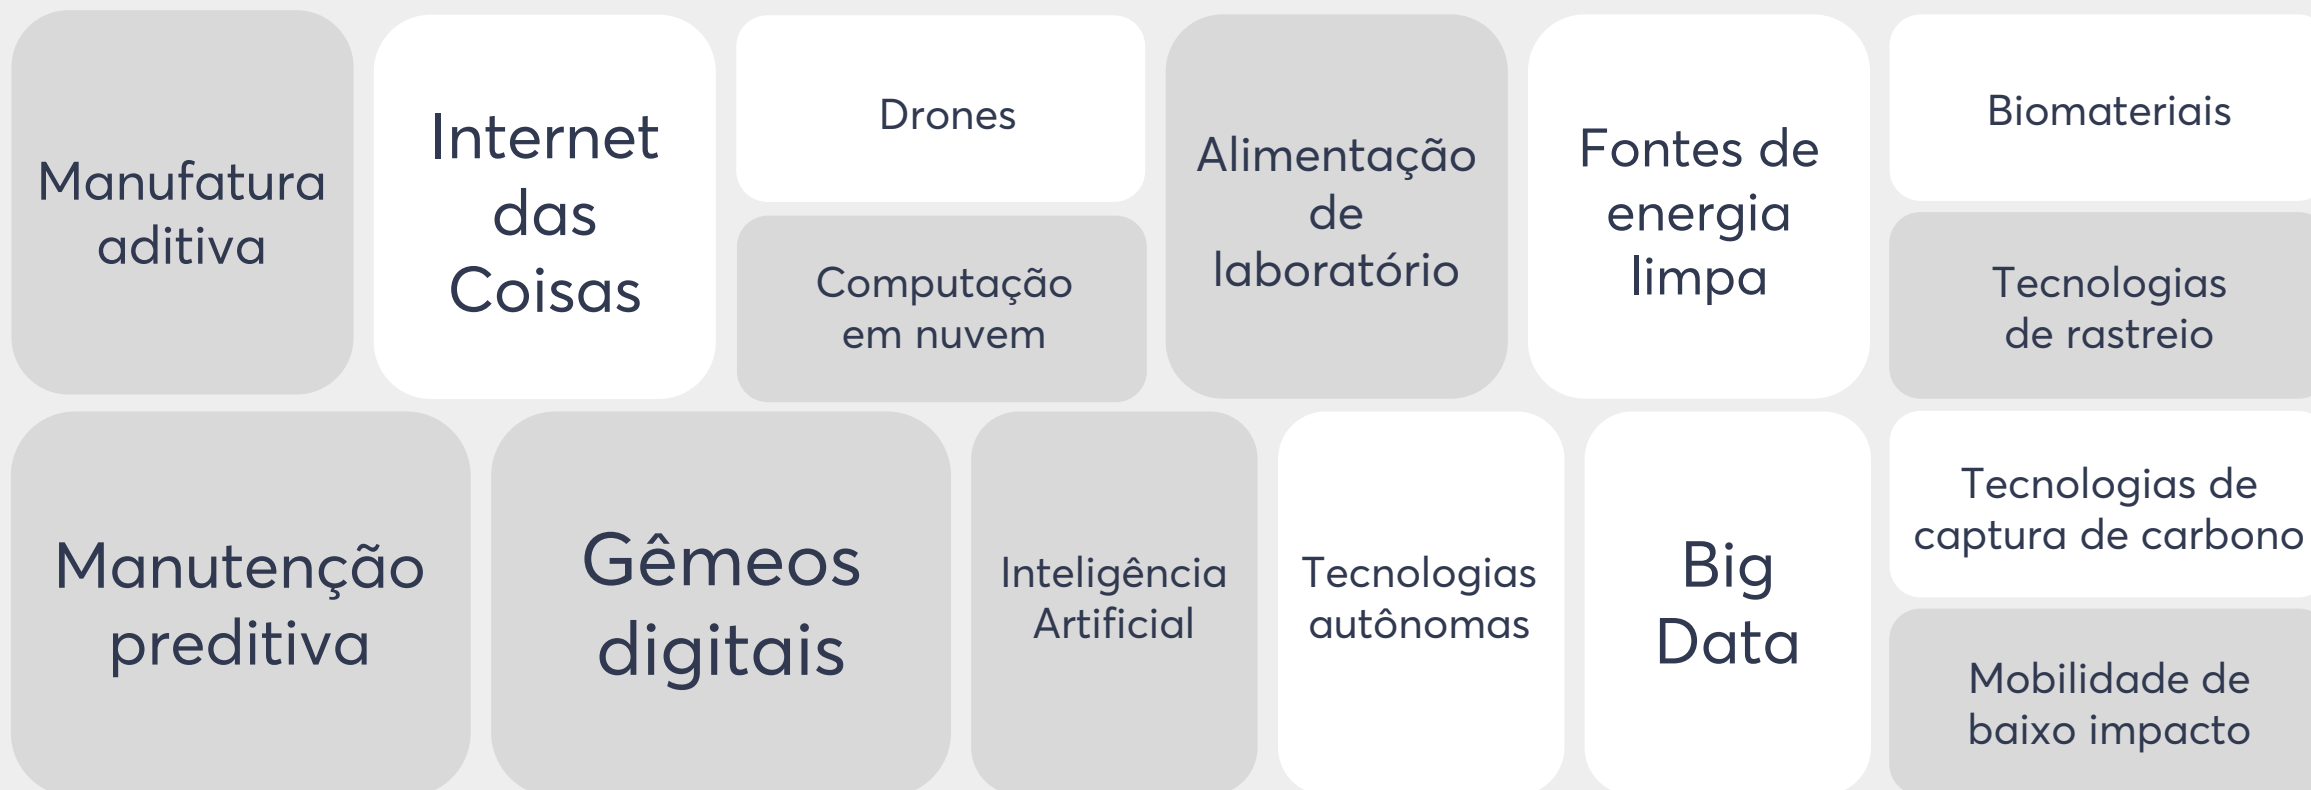 Manufatura
aditiva
Internet
das
Coisas
Drones
Computação
em nuvem
Alimentação
de
laboratório
Fontes de
energia
limpa
Biomateriais
Tecnologias
de rastreio
Manutenção
preditiva
Gêmeos
digitais
Inteligência
Artificial
Tecnologias
autônomas
Big
Data
Tecnologias de
captura de carbono
Mobilidade de
baixo impacto